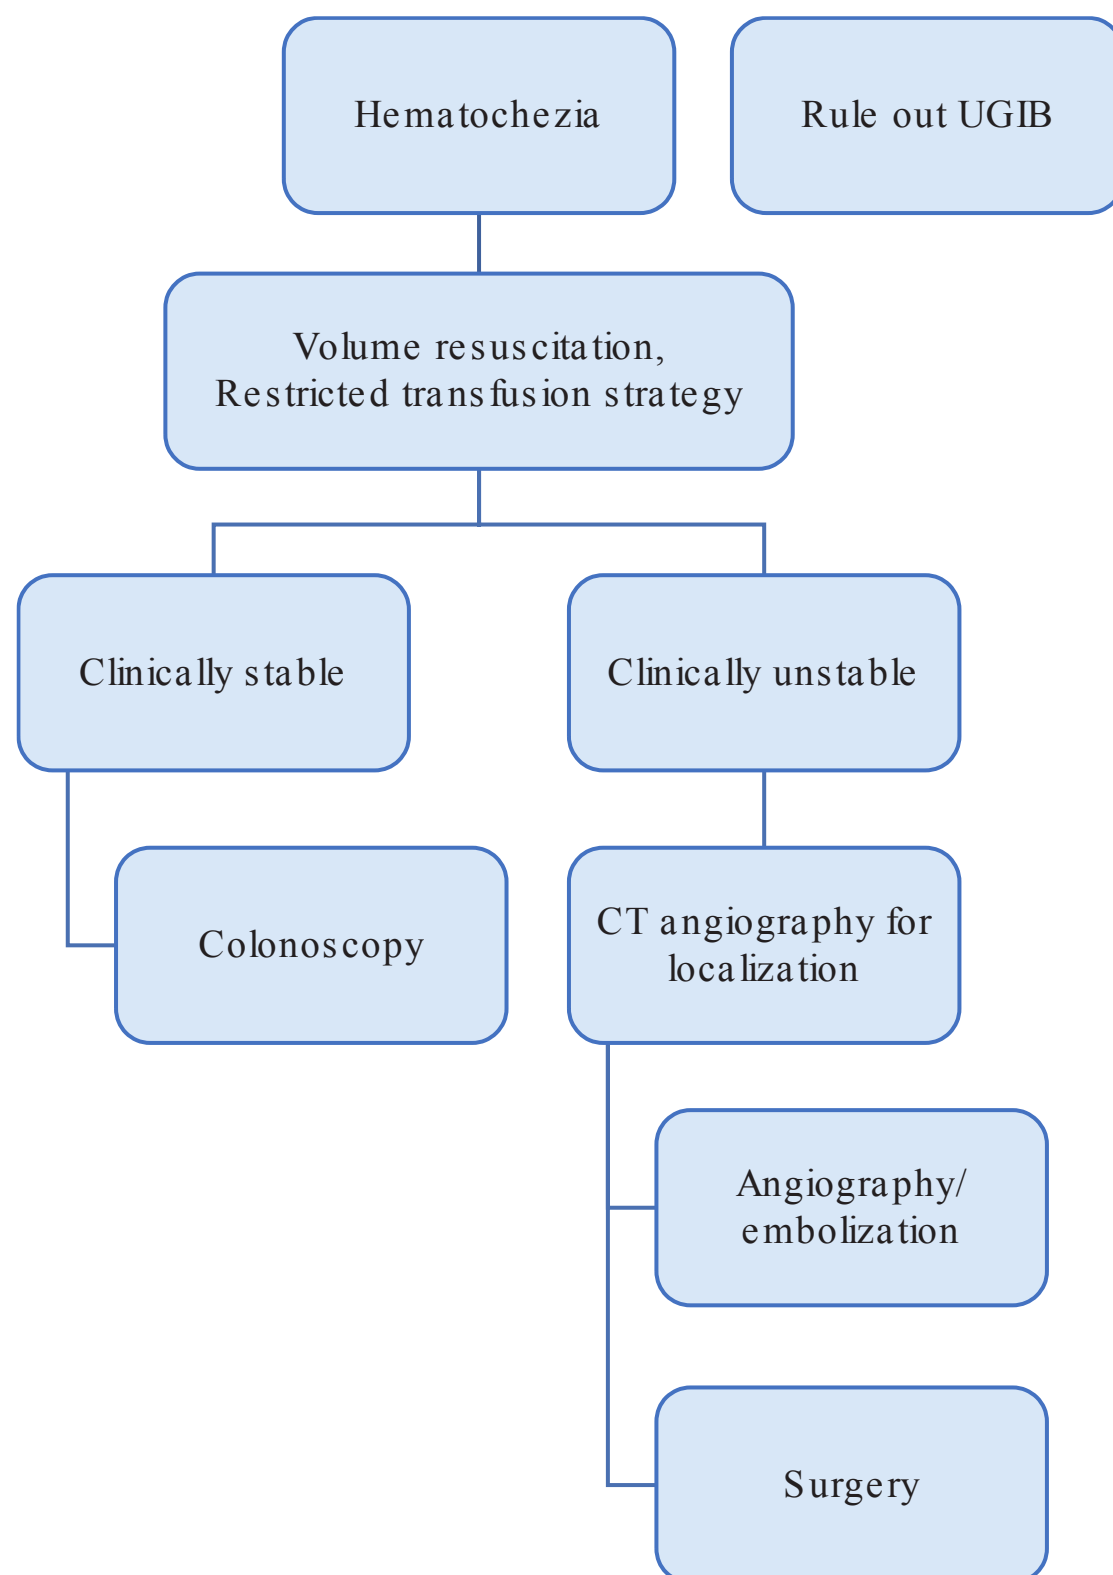 Hematochezia
Rule out UGIB
Volume resuscitation,
Restricted transfusion strategy
Clinically stable
Clinically unstable
Colonoscopy
CT angiography for
localization
Angiography/
embolization
Surgery